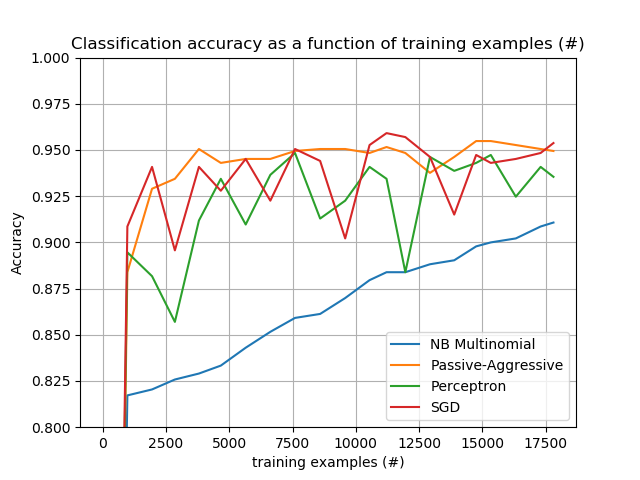 Classification accuracy as a function of training examples (#)
1.000
0.975
0.950
0.925
0.900
0.875
0.850
0.825
0.800
Accuracy
NB Multinomial
Passive-Aggressive
Perceptron
SGD
0 2500 5000 7500 10000 12500 15000 17500
training examples (#)